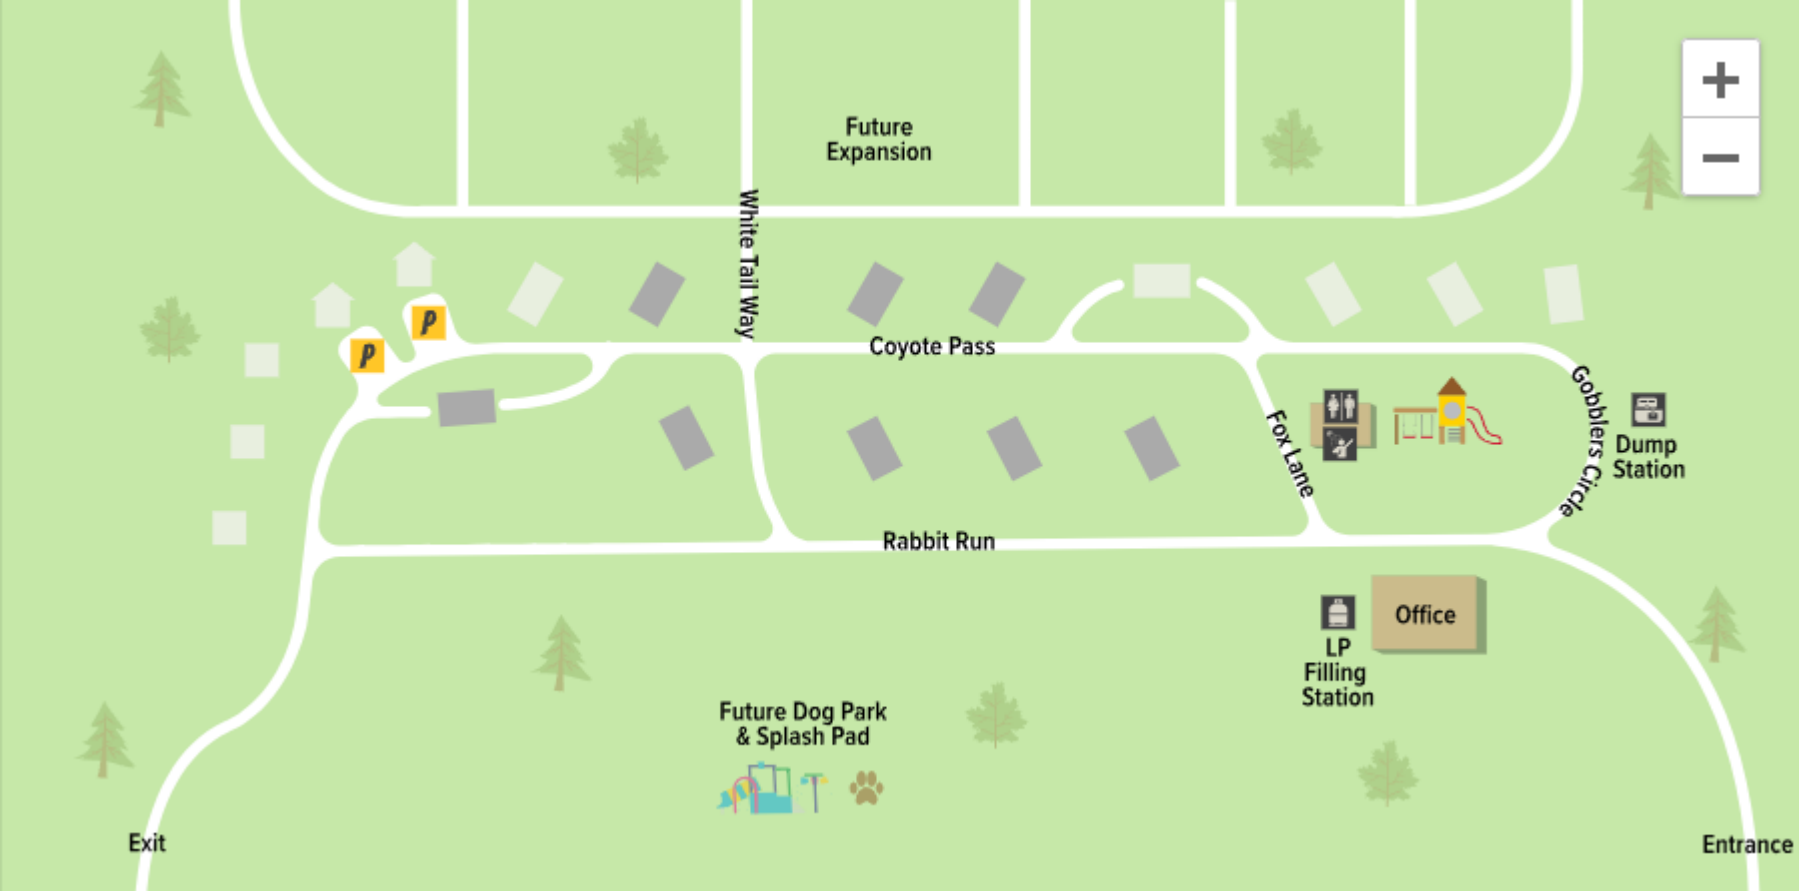 Future
Expansion
White Tail Way
P
P
Coyote Pass
Gobblers Circle
Fox Lane
Dump
Station
Rabbit Run
Office
LP
Filling
Station
Future Dog Park
& Splash Pad
Exit
Entrance